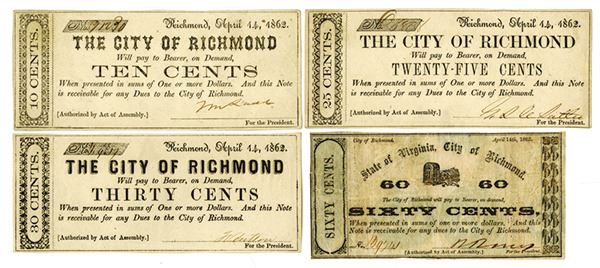 10 CENTS.
No.
Richmond, April 14, 1862.
THE CITY OF RICHMOND
Will pay to Bearer, on Demand,
TEN CENTS
When presented in sums of One or more Dollars. And this Note
is receivable for any Dues to the City of Richmond.
[Authorized by Act of Assembly.]
For the President.
25 CENTS.
No.
Richmond, April 14, 1862.
THE CITY OF RICHMOND
Will pay to Bearer, on Demand,
TWENTY-FIVE CENTS
When presented in sums of One or more Dollars. And this Note
is receivable for any Dues to the City of Richmond.
[Authorized by Act of Assembly.]
For the President.
30 CENTS.
No.
Richmond, April 14, 1862.
THE CITY OF RICHMOND
Will pay to Bearer, on Demand,
THIRTY CENTS
When presented in sums of One or more Dollars. And this Note
is receivable for any Dues to the City of Richmond.
[Authorized by Act of Assembly.]
For the President.
SIXTY CENTS.
City of Richmond, April 14th, 1862.
State of Virginia, City of Richmond.
60 60
The City of Richmond will pay to Bearer, on demand,
SIXTY CENTS,
When presented in sums of One or more Dollars. This
Note is receivable for any dues to the City of Richmond.
No.
[Authorized by Act of Assembly.]
For the President.